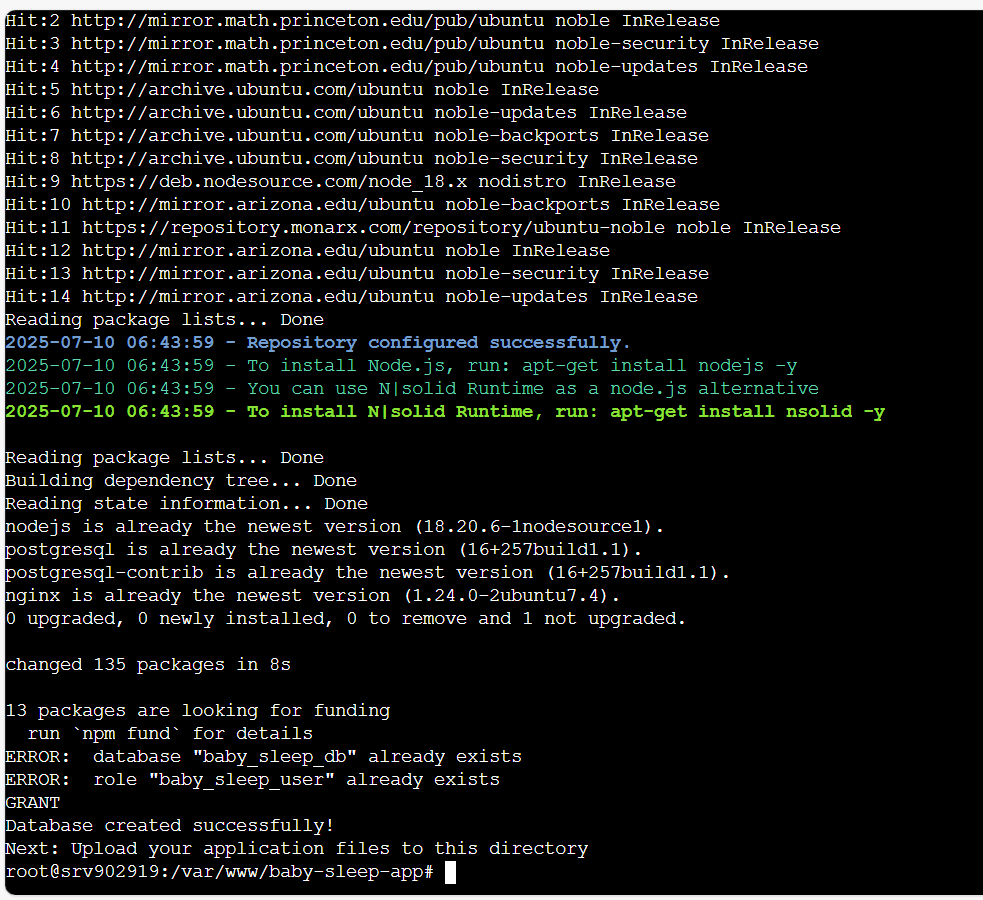 Hit:2 http://mirror.math.princeton.edu/pub/ubuntu noble InRelease
Hit:3 http://mirror.math.princeton.edu/pub/ubuntu noble-security InRelease
Hit:4 http://mirror.math.princeton.edu/pub/ubuntu noble-updates InRelease
Hit:5 http://archive.ubuntu.com/ubuntu noble InRelease
Hit:6 http://archive.ubuntu.com/ubuntu noble-updates InRelease
Hit:7 http://archive.ubuntu.com/ubuntu noble-backports InRelease
Hit:8 http://archive.ubuntu.com/ubuntu noble-security InRelease
Hit:9 https://deb.nodesource.com/node_18.x nodistro InRelease
Hit:10 http://mirror.arizona.edu/ubuntu noble-backports InRelease
Hit:11 https://repository.monarx.com/repository/ubuntu-noble noble InRelease
Hit:12 http://mirror.arizona.edu/ubuntu noble InRelease
Hit:13 http://mirror.arizona.edu/ubuntu noble-security InRelease
Hit:14 http://mirror.arizona.edu/ubuntu noble-updates InRelease
Reading package lists... Done
2025-07-10 06:43:59 - Repository configured successfully.
2025-07-10 06:43:59 - To install Node.js, run: apt-get install nodejs -y
2025-07-10 06:43:59 - You can use N|solid Runtime as a node.js alternative
2025-07-10 06:43:59 - To install N|solid Runtime, run: apt-get install nsolid -y
Reading package lists... Done
Building dependency tree... Done
Reading state information... Done
nodejs is already the newest version (18.20.6-1nodesource1).
postgresql is already the newest version (16+257build1.1).
postgresql-contrib is already the newest version (16+257build1.1).
nginx is already the newest version (1.24.0-2ubuntu7.4).
0 upgraded, 0 newly installed, 0 to remove and 1 not upgraded.
changed 135 packages in 8s
13 packages are looking for funding
  run `npm fund` for details
ERROR:  database "baby_sleep_db" already exists
ERROR:  role "baby_sleep_user" already exists
GRANT
Database created successfully!
Next: Upload your application files to this directory
root@srv902919:/var/www/baby-sleep-app#